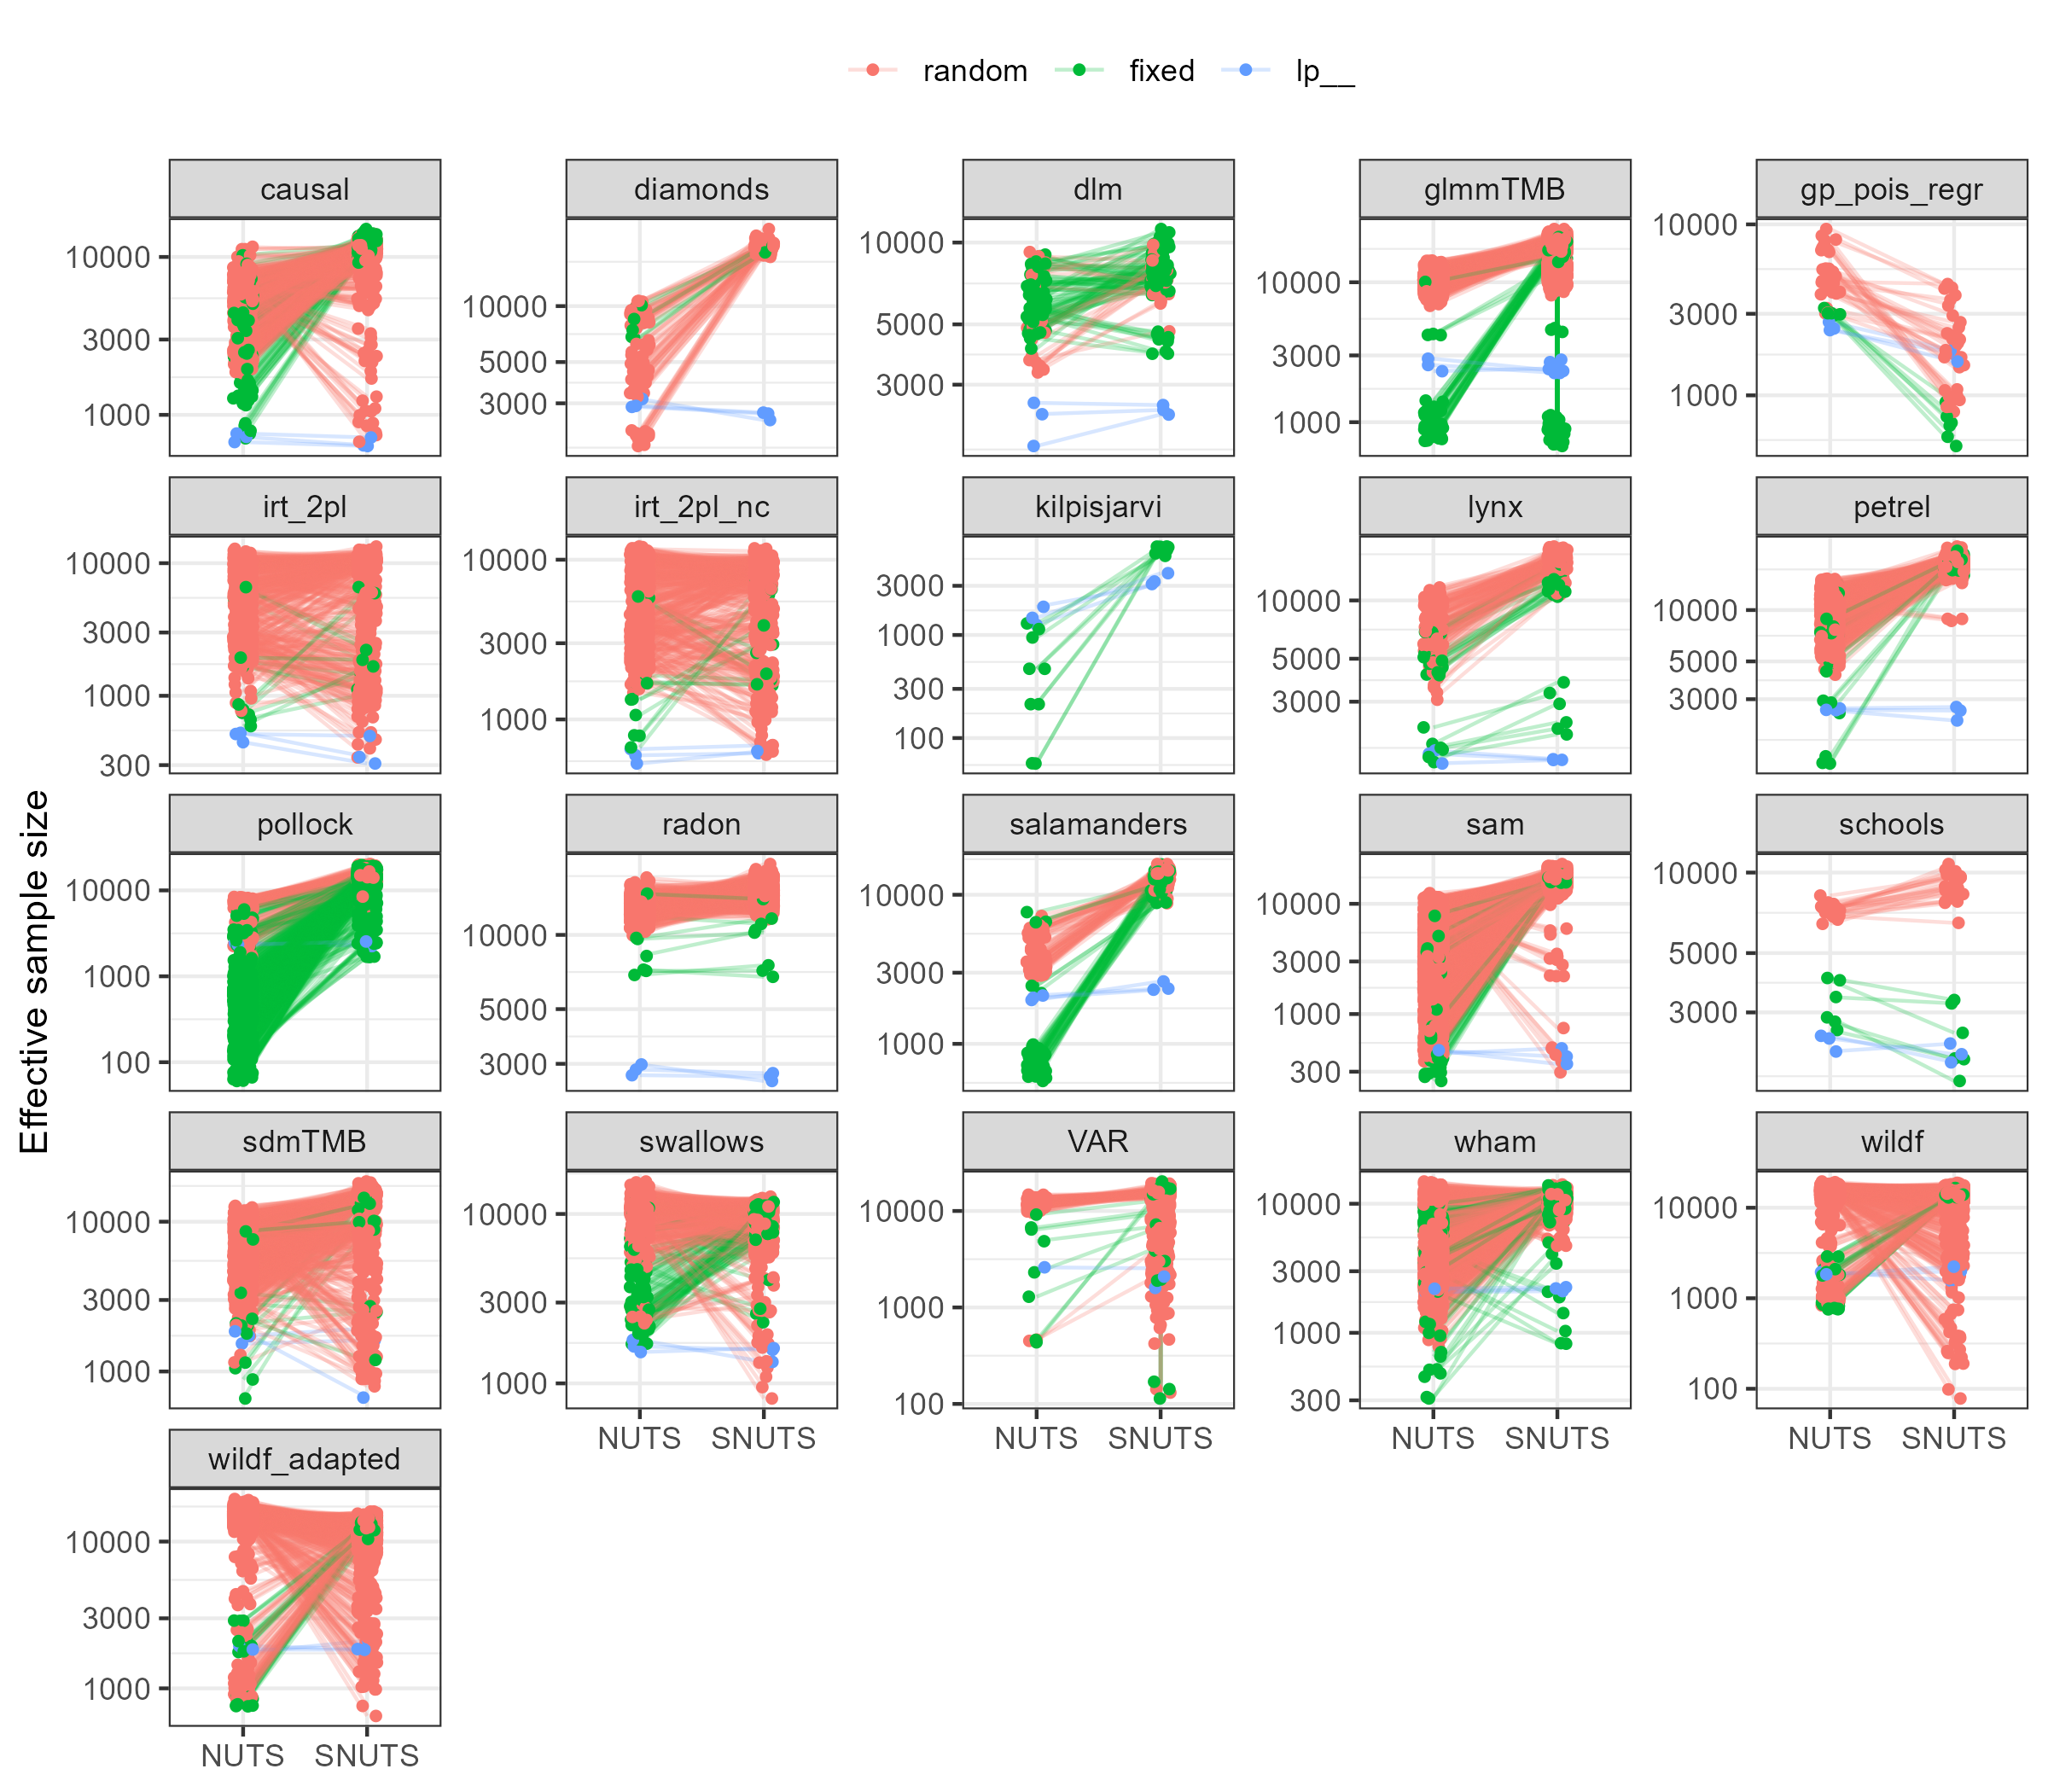 random fixed lp__
causal diamonds dlm glmmTMB gp_pois_regr
10000 3000 1000
10000 5000 3000
10000 5000 3000
10000 3000 1000
10000 3000 1000
irt_2pl irt_2pl_nc kilpisjarvi lynx petrel
10000 3000 1000 300
10000 3000 1000
3000 1000 300 100
10000 5000 3000
10000 5000 3000
Effective sample size
pollock radon salamanders sam schools
10000 1000 100
10000 5000 3000
10000 3000 1000
10000 3000 1000 300
10000 5000 3000
sdmTMB swallows VAR wham wildf
10000 3000 1000
10000 3000 1000
10000 1000 100
10000 3000 1000 300
10000 1000 100
NUTS SNUTS NUTS SNUTS NUTS SNUTS NUTS SNUTS
wildf_adapted
10000 3000 1000
NUTS SNUTS